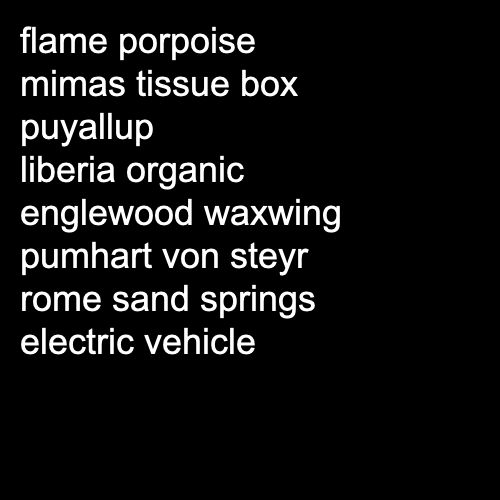 flame porpoise
mimas tissue box
puyallup
liberia organic
englewood waxwing
pumhart von steyr
rome sand springs
electric vehicle